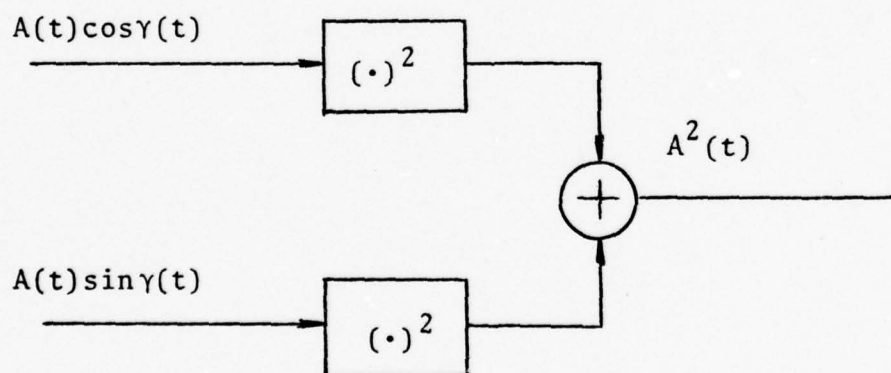 A(t)cosγ(t)
(·)²
A²(t)
+
A(t)sinγ(t)
(·)²